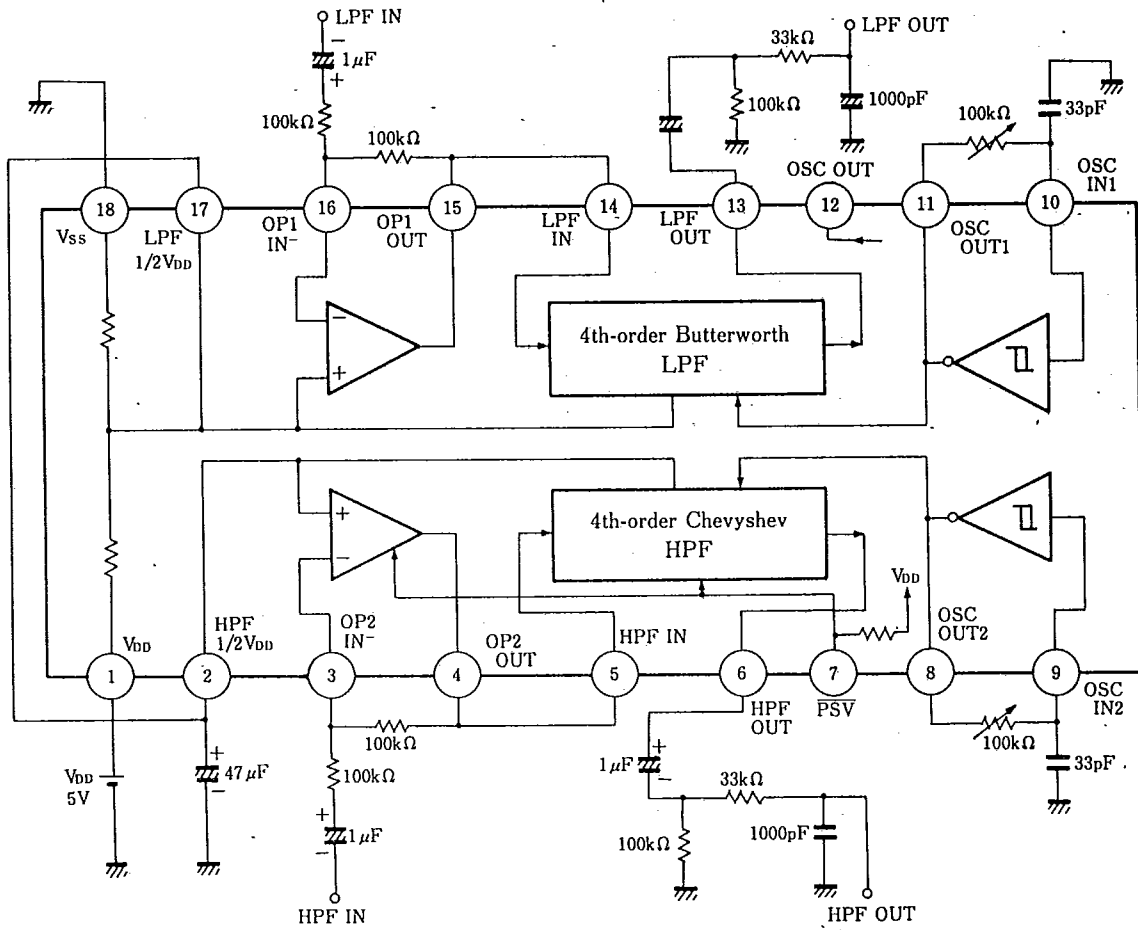 LPF IN
−
1μF
+
100kΩ
100kΩ
33kΩ
LPF OUT
100kΩ
1000pF
100kΩ
33pF
OSC OUT
OSC
IN1
18
17
16
15
14
13
12
11
10
VSS
LPF
1/2VDD
OP1
IN−
OP1
OUT
LPF
IN
LPF
OUT
OSC
OUT1
−
+
4th-order Butterworth
LPF
+
−
4th-order Chevyshev
HPF
VDD
VDD
HPF
1/2VDD
OP2
IN−
OP2
OUT
HPF IN
OSC
OUT2
1
2
3
4
5
6
7
8
9
HPF
OUT
PSV
OSC
IN2
100kΩ
100kΩ
VDD
5V
+
47μF
−
100kΩ
+
1μF
−
HPF IN
+
1μF
−
33kΩ
100kΩ
1000pF
HPF OUT
33pF